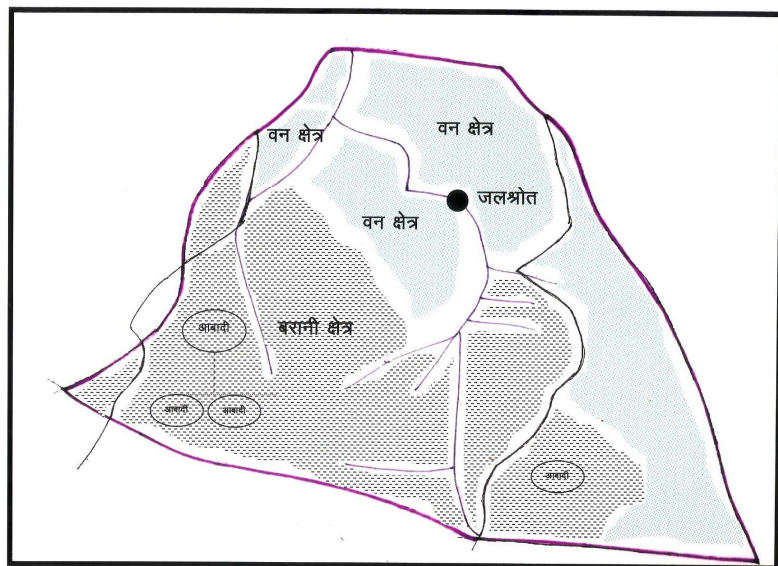 वन क्षेत्र
वन क्षेत्र
जलश्रोत
वन क्षेत्र
आबादी
बरानी क्षेत्र
आबादी
आबादी
आबादी